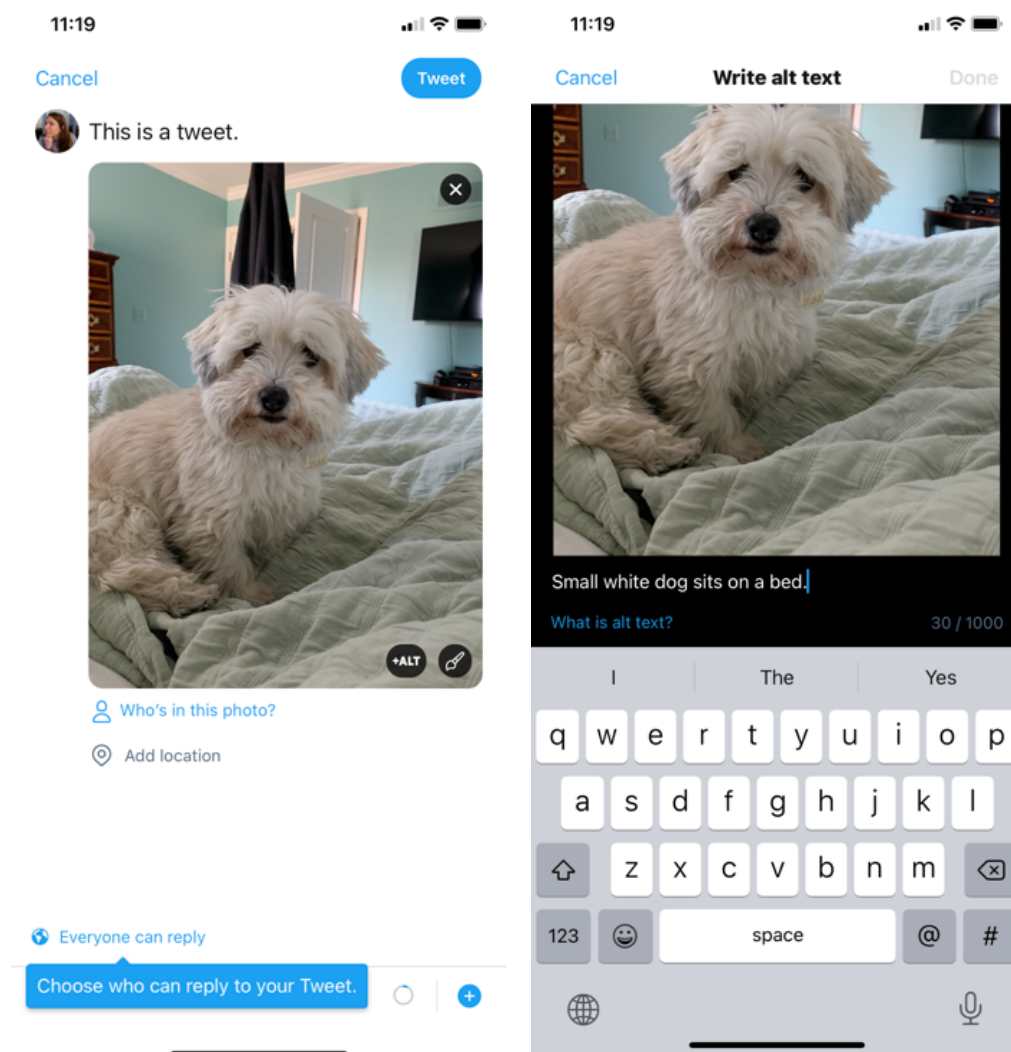 11:19
Cancel
Tweet
This is a tweet.
+ALT
Who's in this photo?
Add location
Everyone can reply
Choose who can reply to your Tweet.
11:19
Cancel
Write alt text
Done
Small white dog sits on a bed.
What is alt text?
30 / 1000
I The Yes
q w e r t y u i o p
a s d f g h j k l
z x c v b n m
123 space @ #